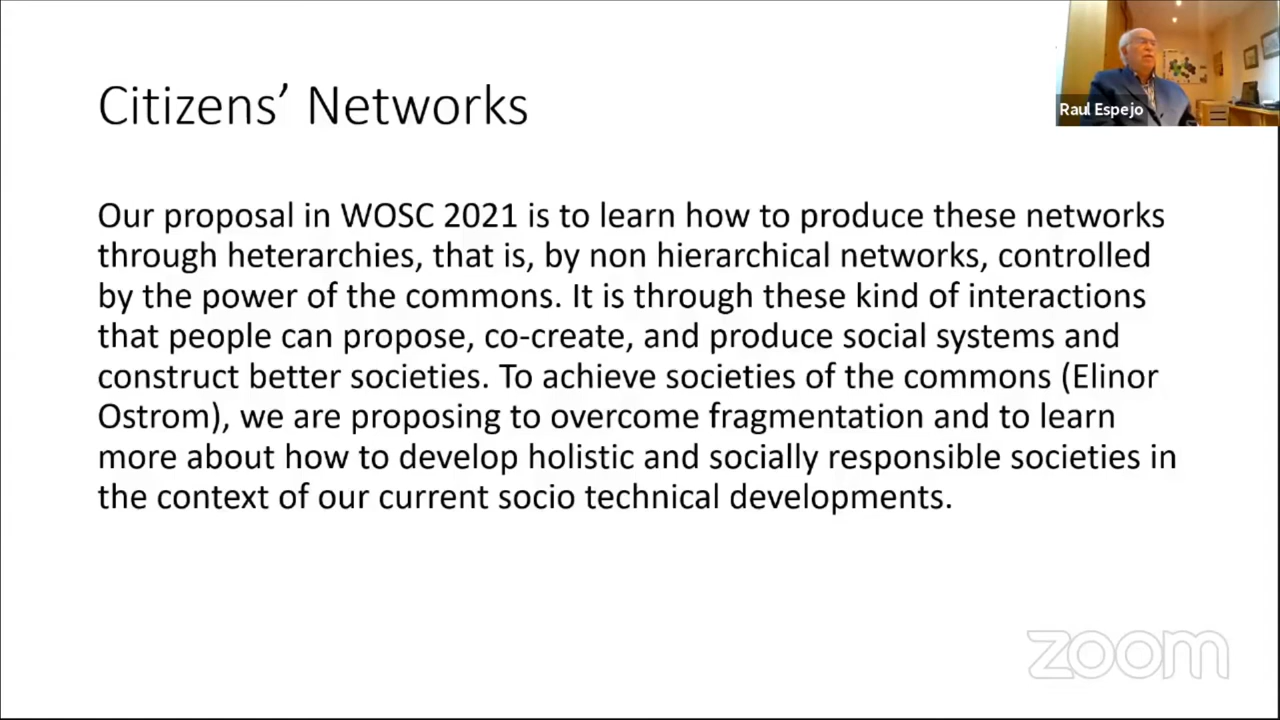 Citizens’ Networks
Raul Espejo
Our proposal in WOSC 2021 is to learn how to produce these networks
through heterarchies, that is, by non hierarchical networks, controlled
by the power of the commons. It is through these kind of interactions
that people can propose, co-create, and produce social systems and
construct better societies. To achieve societies of the commons (Elinor
Ostrom), we are proposing to overcome fragmentation and to learn
more about how to develop holistic and socially responsible societies in
the context of our current socio technical developments.
zoom